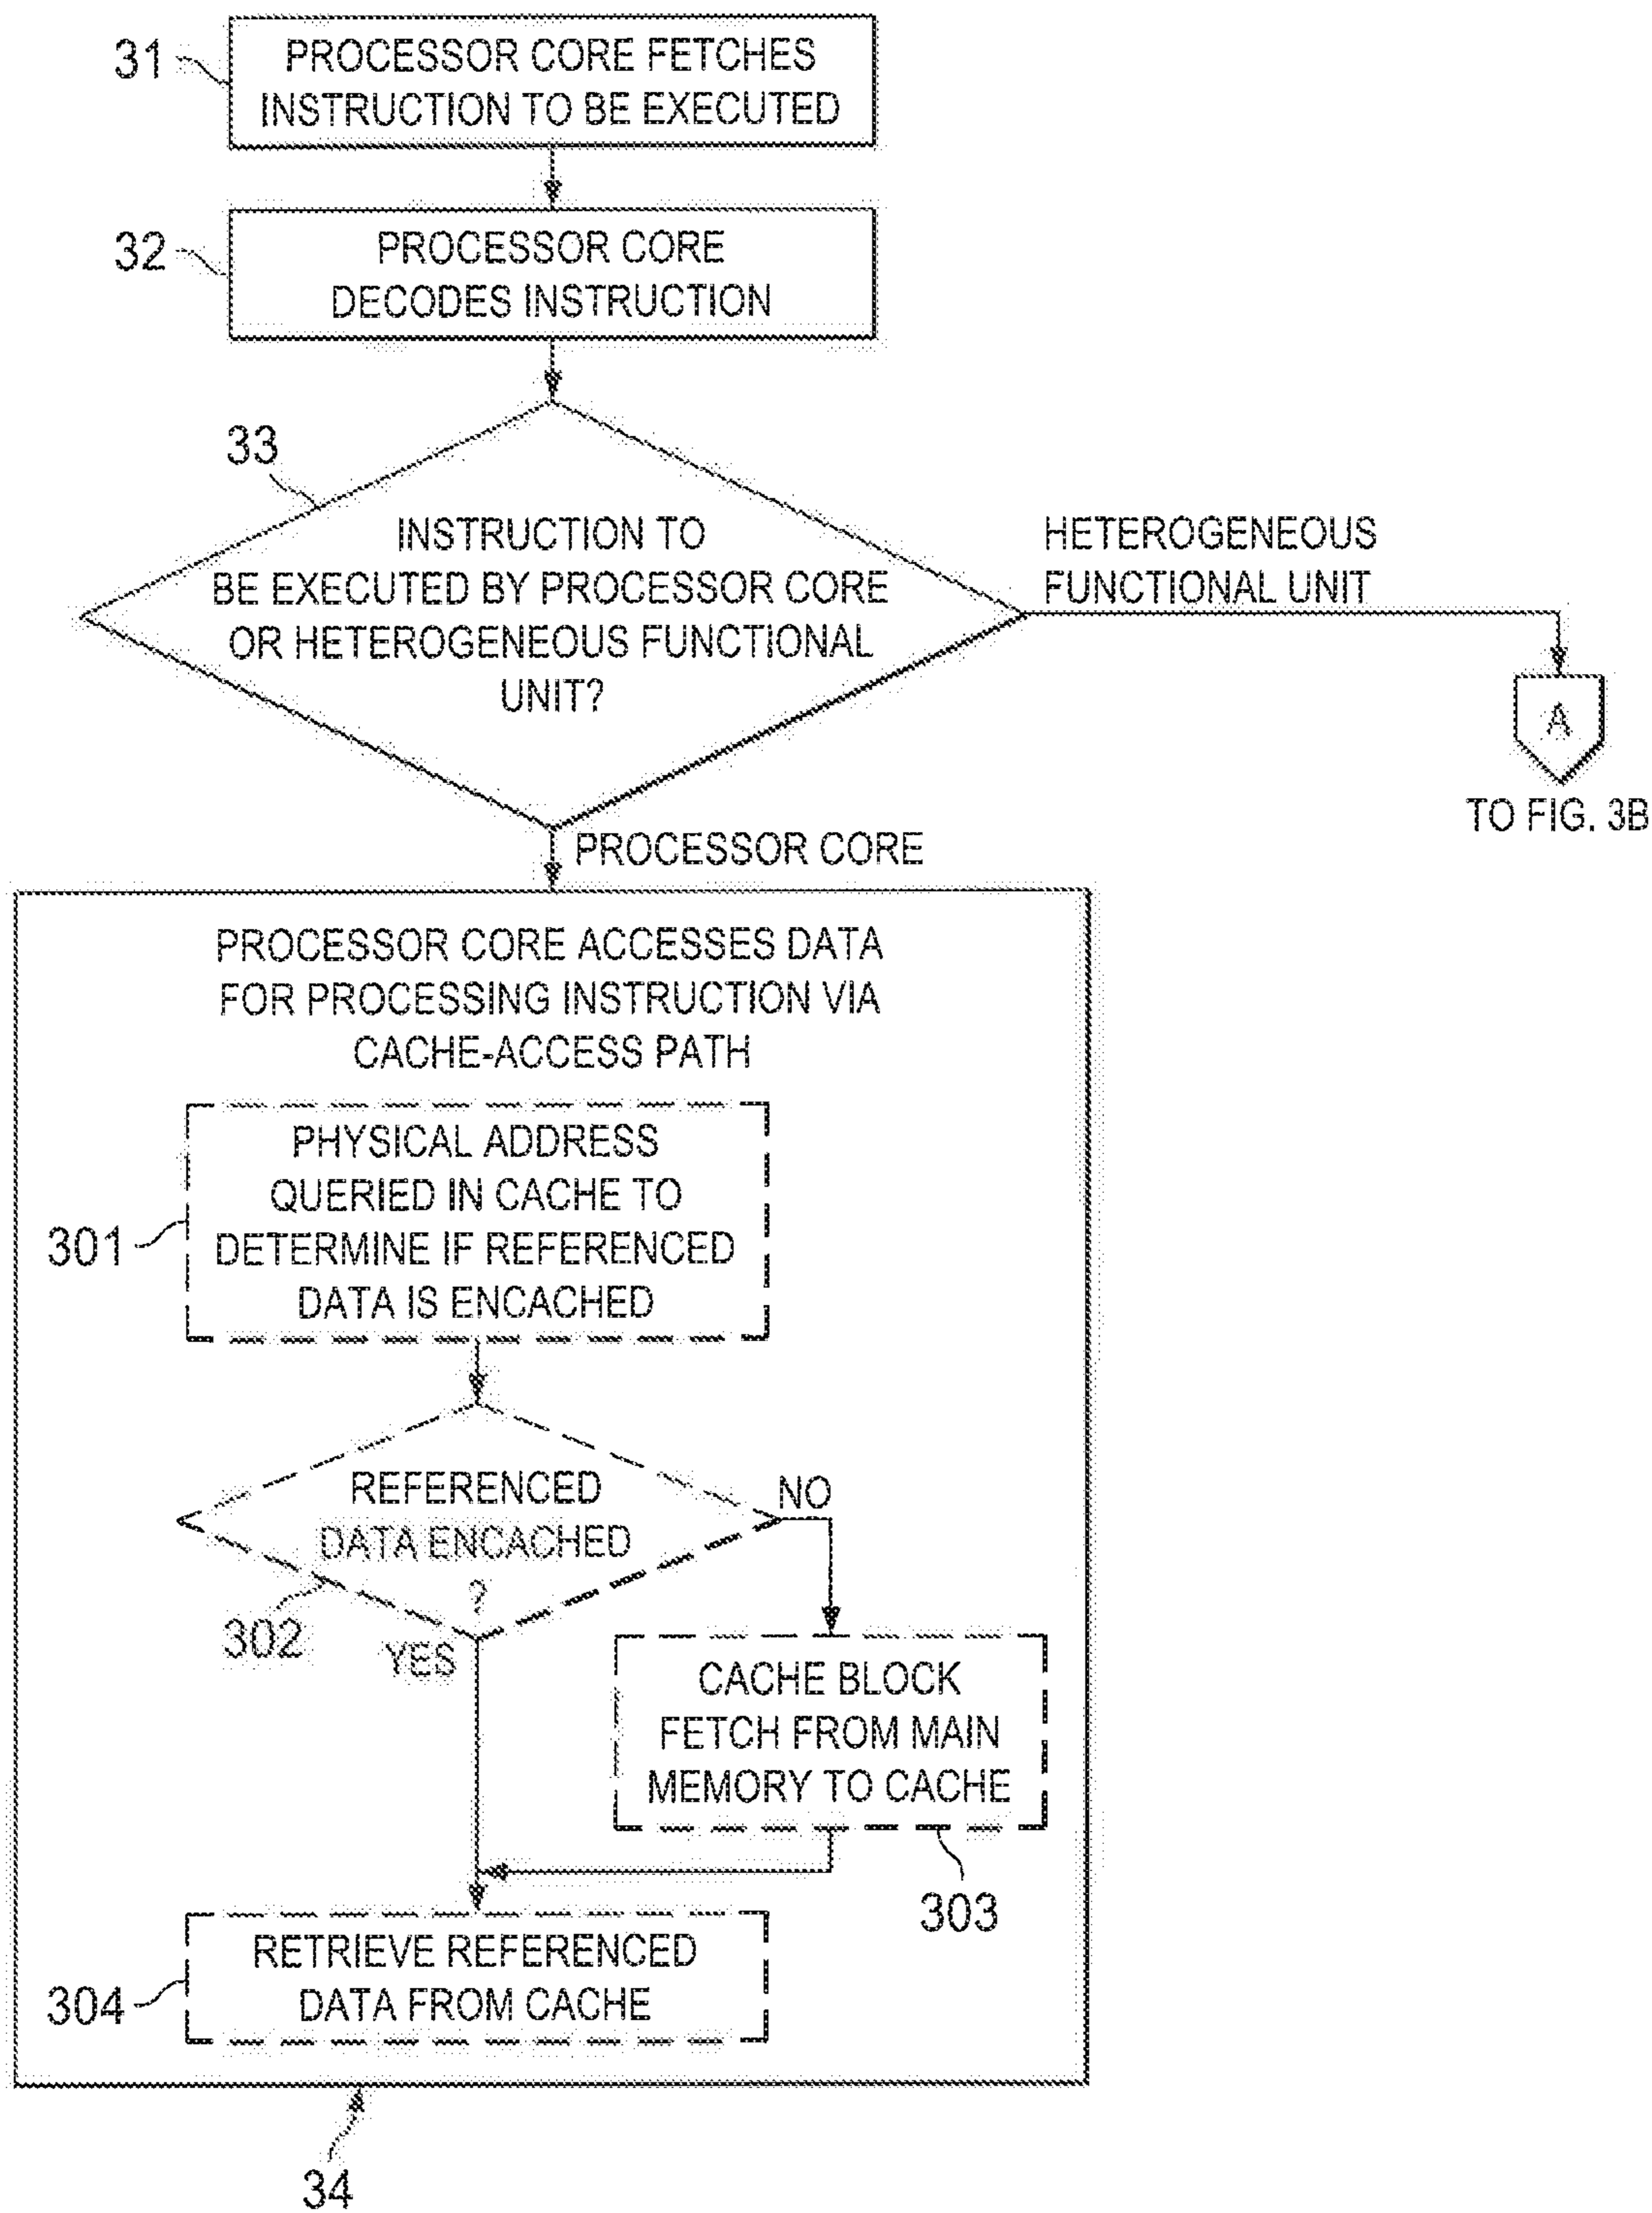 31
PROCESSOR CORE FETCHES
INSTRUCTION TO BE EXECUTED
32
PROCESSOR CORE
DECODES INSTRUCTION
33
INSTRUCTION TO
BE EXECUTED BY PROCESSOR CORE
OR HETEROGENEOUS FUNCTIONAL
UNIT?
HETEROGENEOUS
FUNCTIONAL UNIT
A
TO FIG. 3B
PROCESSOR CORE
PROCESSOR CORE ACCESSES DATA
FOR PROCESSING INSTRUCTION VIA
CACHE-ACCESS PATH
301
PHYSICAL ADDRESS
QUERIED IN CACHE TO
DETERMINE IF REFERENCED
DATA IS ENCACHED
REFERENCED
DATA ENCACHED
?
NO
302
YES
CACHE BLOCK
FETCH FROM MAIN
MEMORY TO CACHE
303
304
RETRIEVE REFERENCED
DATA FROM CACHE
34